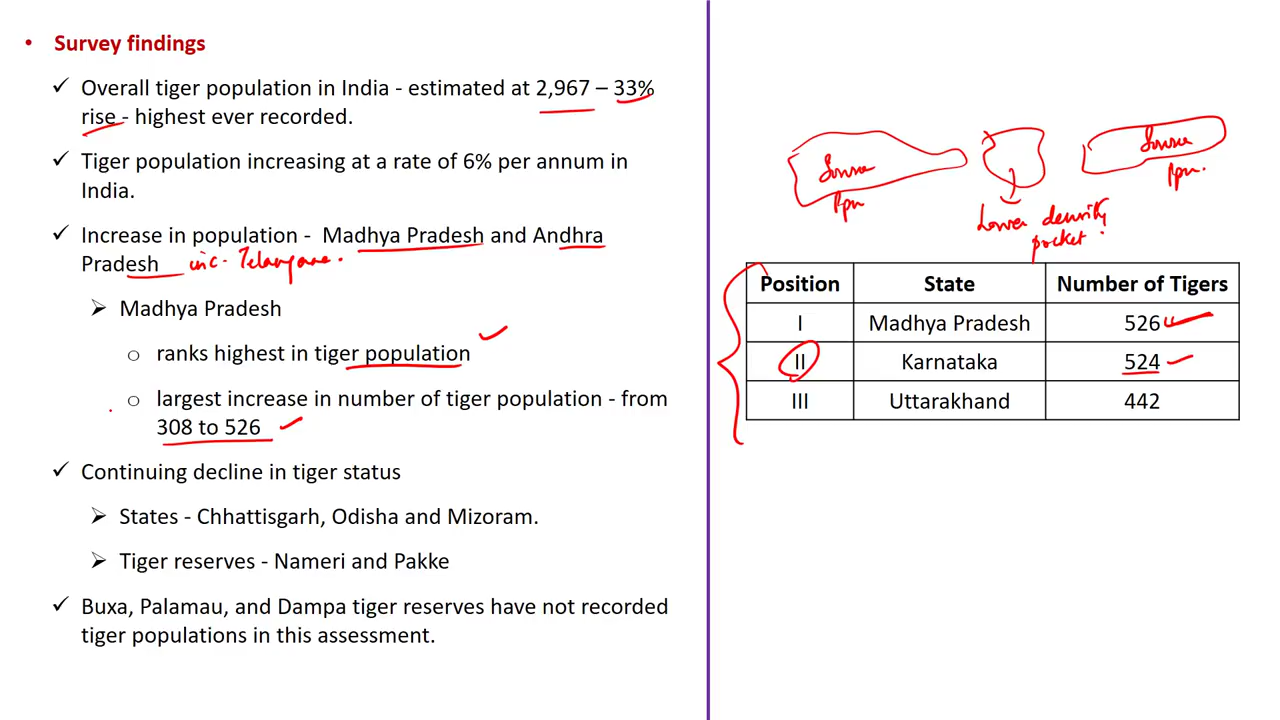 • Survey findings
✓ Overall tiger population in India - estimated at 2,967 – 33%
rise - highest ever recorded.
✓ Tiger population increasing at a rate of 6% per annum in
India.
✓ Increase in population - Madhya Pradesh and Andhra
Pradesh inc. Telangana.
➢ Madhya Pradesh
○ ranks highest in tiger population
○ largest increase in number of tiger population - from
308 to 526
✓ Continuing decline in tiger status
➢ States - Chhattisgarh, Odisha and Mizoram.
➢ Tiger reserves - Nameri and Pakke
✓ Buxa, Palamau, and Dampa tiger reserves have not recorded
tiger populations in this assessment.
Source
Ppn
Source
Ppn.
Lower density
pocket.
Position State Number of Tigers
I Madhya Pradesh 526
II Karnataka 524
III Uttarakhand 442